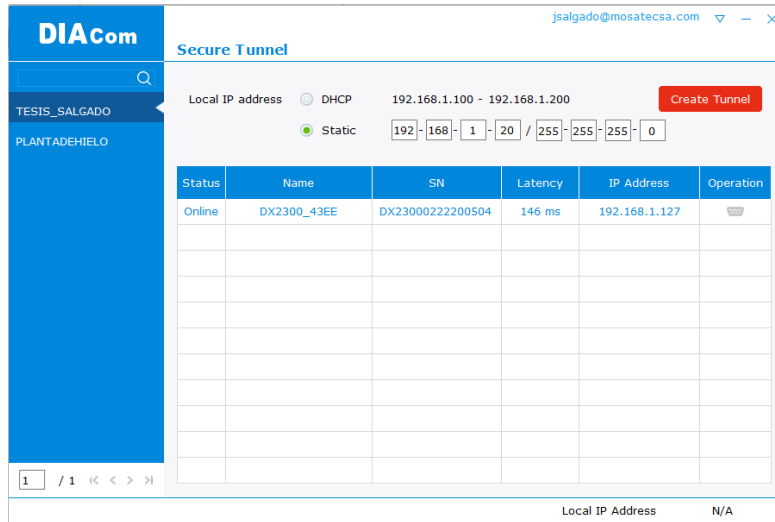 DIACom
jsalgado@mosatecsa.com
Secure Tunnel
TESIS_SALGADO
PLANTADEHIELO
Local IP address DHCP 192.168.1.100 - 192.168.1.200 Create Tunnel
Static 192 - 168 - 1 - 20 / 255 - 255 - 255 - 0
Status Name SN Latency IP Address Operation
Online DX2300_43EE DX23000222200504 146 ms 192.168.1.127
1 / 1
Local IP Address N/A